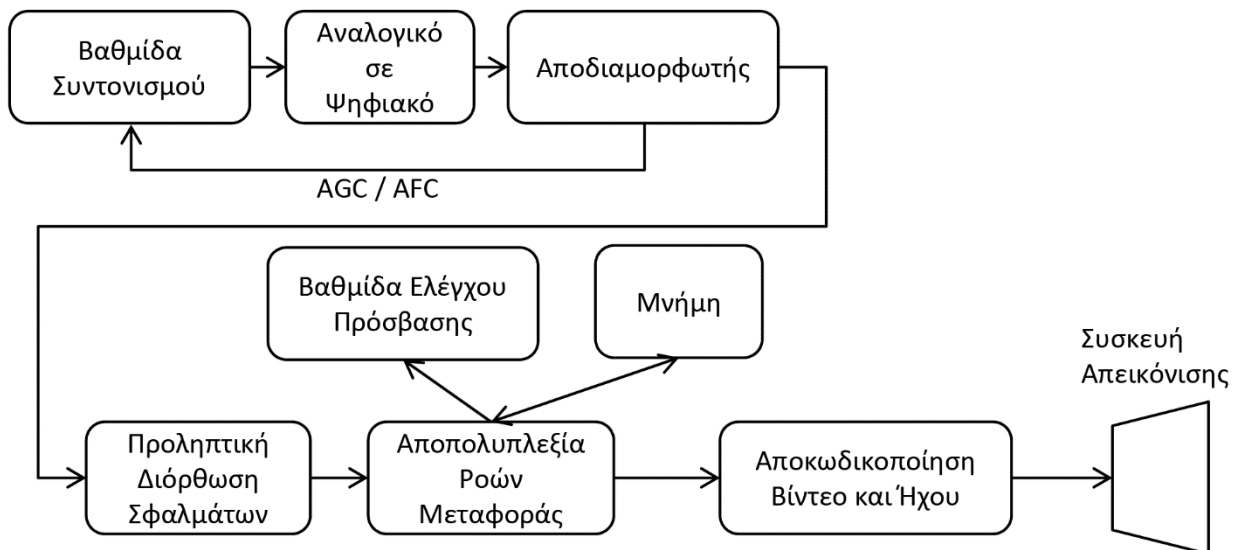 Βαθμίδα
Συντονισμού
Αναλογικό
σε
Ψηφιακό
Αποδιαμορφωτής
AGC / AFC
Βαθμίδα Ελέγχου
Πρόσβασης
Μνήμη
Συσκευή
Απεικόνισης
Προληπτική
Διόρθωση
Σφαλμάτων
Αποπολυπλεξία
Ροών
Μεταφοράς
Αποκωδικοποίηση
Βίντεο και Ήχου